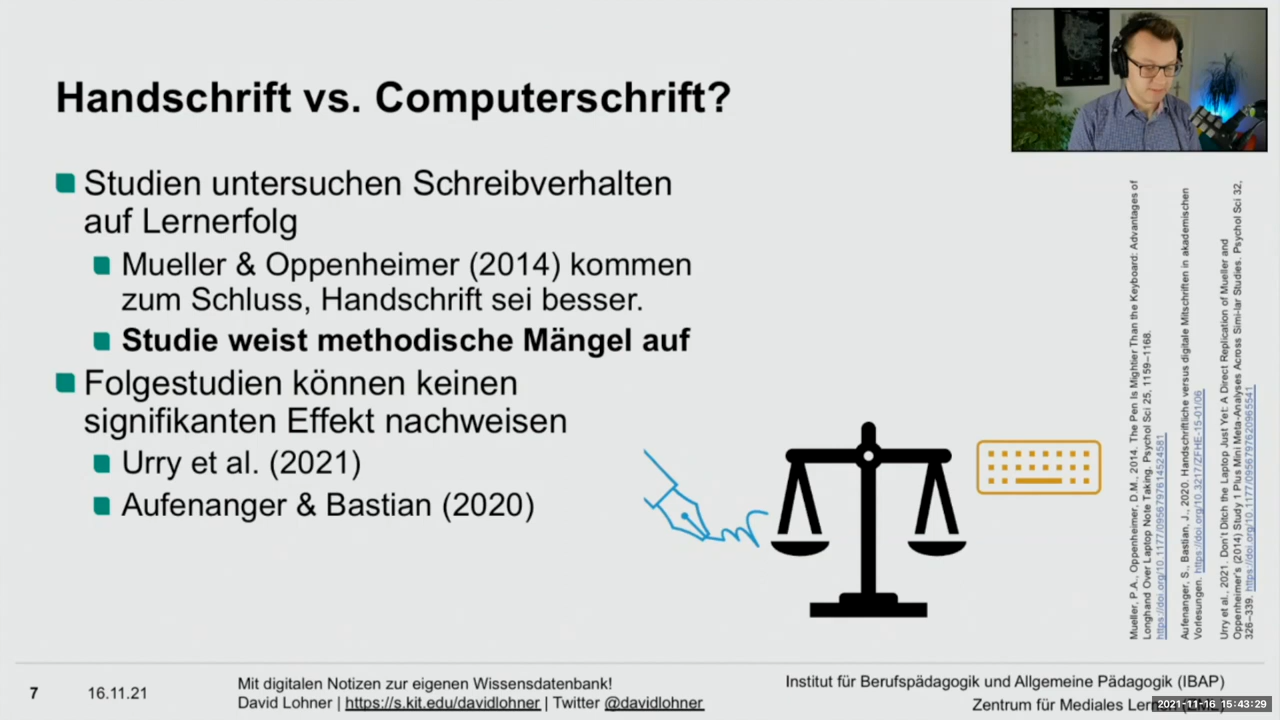 Handschrift vs. Computerschrift?
Studien untersuchen Schreibverhalten
auf Lernerfolg
Mueller & Oppenheimer (2014) kommen
zum Schluss, Handschrift sei besser.
Studie weist methodische Mängel auf
Folgestudien können keinen
signifikanten Effekt nachweisen
Urry et al. (2021)
Aufenanger & Bastian (2020)
Mueller, P.A., Oppenheimer, D.M., 2014. The Pen Is Mightier Than the Keyboard: Advantages of
Longhand Over Laptop Note Taking. Psychol Sci 25, 1159–1168.
https://doi.org/10.1177/0956797614524581
Aufenanger, S., Bastian, J., 2020. Handschriftliche versus digitale Mitschriften in akademischen
Vorlesungen. https://doi.org/10.3217/ZFHE-15-01/06
Urry et al., 2021. Don't Ditch the Laptop Just Yet: A Direct Replication of Mueller and
Oppenheimer's (2014) Study 1 Plus Mini Meta-Analyses Across Simi-lar Studies. Psychol Sci 32,
326–339. https://doi.org/10.1177/0956797620965541
7
16.11.21
Mit digitalen Notizen zur eigenen Wissensdatenbank!
David Lohner | https://s.kit.edu/davidlohner | Twitter @davidlohner
Institut für Berufspädagogik und Allgemeine Pädagogik (IBAP)
Zentrum für Mediales
2021-11-16 15:43:29